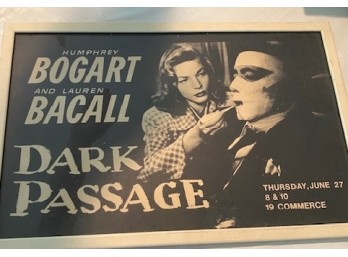 HUMPHREY
BOGART
AND LAUREN
BACALL
DARK
PASSAGE
THURSDAY, JUNE 27
8 & 10
19 COMMERCE